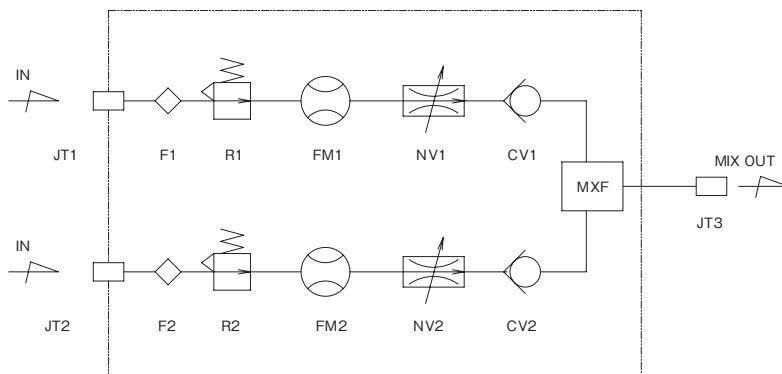 IN
JT1 F1 R1 FM1 NV1 CV1
MXF
MIX OUT
JT3
IN
JT2 F2 R2 FM2 NV2 CV2